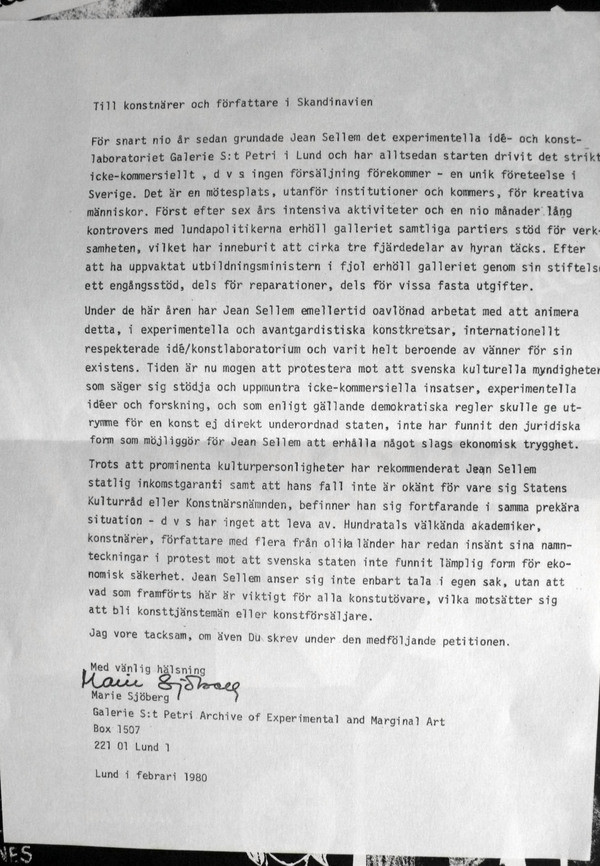 Till konstnärer och författare i Skandinavien
För snart nio år sedan grundade Jean Sellem det experimentella idé- och konst-
laboratoriet Galerie S:t Petri i Lund och har alltsedan starten drivit det strikt
icke-kommersiellt , d v s ingen försäljning förekommer - en unik företeelse i
Sverige. Det är en mötesplats, utanför institutioner och kommers, för kreativa
människor. Först efter sex års intensiva aktiviteter och en nio månader lång
kontrovers med lundapolitikerna erhöll galleriet samtliga partiers stöd för verk-
samheten, vilket har inneburit att cirka tre fjärdedelar av hyran täcks. Efter
att ha uppvaktat utbildningsministern i fjol erhöll galleriet genom sin stiftelse
ett engångsstöd, dels för reparationer, dels för vissa fasta utgifter.
Under de här åren har Jean Sellem emellertid oavlönad arbetat med att animera
detta, i experimentella och avantgardistiska konstkretsar, internationellt
respekterade idé/konstlaboratorium och varit helt beroende av vänner för sin
existens. Tiden är nu mogen att protestera mot att svenska kulturella myndigheter
som säger sig stödja och uppmuntra icke-kommersiella insatser, experimentella
idéer och forskning, och som enligt gällande demokratiska regler skulle ge ut-
rymme för en konst ej direkt underordnad staten, inte har funnit den juridiska
form som möjliggör för Jean Sellem att erhålla något slags ekonomisk trygghet.
Trots att prominenta kulturpersonligheter har rekommenderat Jean Sellem
statlig inkomstgaranti samt att hans fall inte är okänt för vare sig Statens
Kulturråd eller Konstnärsnämnden, befinner han sig fortfarande i samma prekära
situation - d v s har inget att leva av. Hundratals välkända akademiker,
konstnärer, författare med flera från olika länder har redan insänt sina namn-
teckningar i protest mot att svenska staten inte funnit lämplig form för eko-
nomisk säkerhet. Jean Sellem anser sig inte enbart tala i egen sak, utan att
vad som framförts här är viktigt för alla konstutövare, vilka motsätter sig
att bli konsttjänstemän eller konstförsäljare.
Jag vore tacksam, om även Du skrev under den medföljande petitionen.
Med vänlig hälsning
Marie Sjöberg
Marie Sjöberg
Galerie S:t Petri Archive of Experimental and Marginal Art
Box 1507
221 01 Lund 1
Lund i febrari 1980